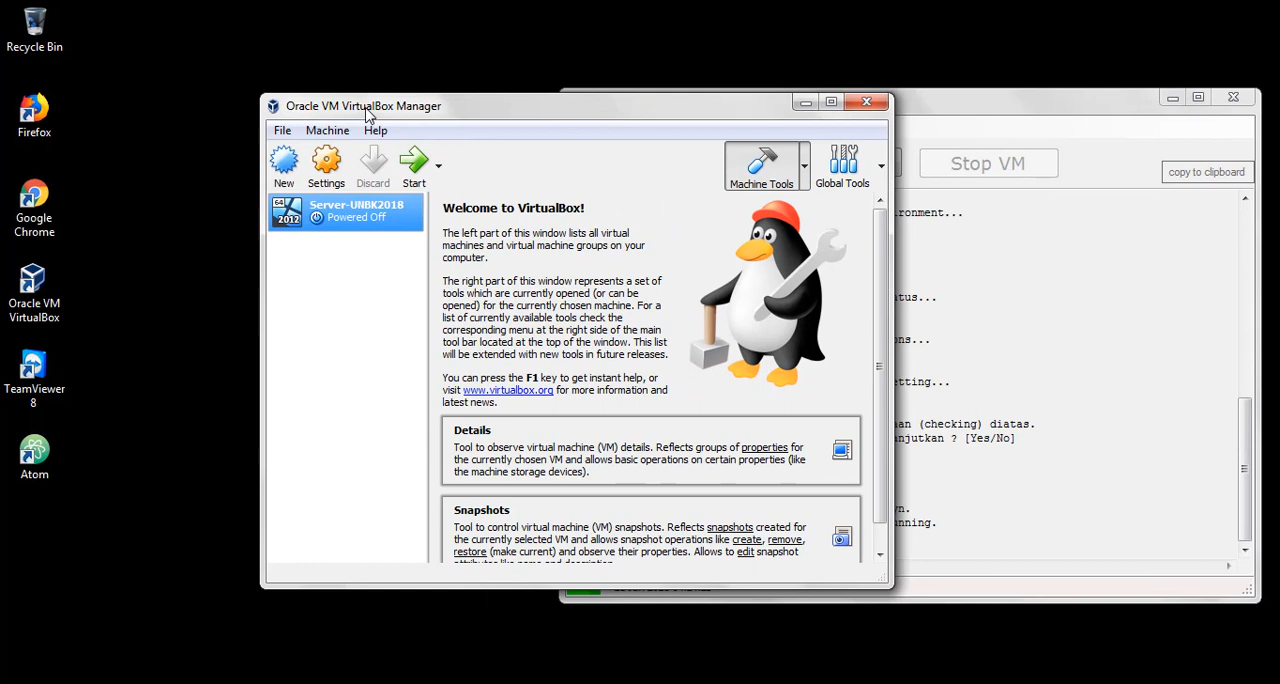 Recycle Bin
Firefox
Google
Chrome
Oracle VM
VirtualBox
TeamViewer
8
Atom
Oracle VM VirtualBox Manager
File Machine Help
New Settings Discard Start Machine Tools Global Tools
64
2012
Server-UNBK2018
Powered Off
Welcome to VirtualBox!
The left part of this window lists all virtual
machines and virtual machine groups on your
computer.
The right part of this window represents a set of
tools which are currently opened (or can be
opened) for the currently chosen machine. For a
list of currently available tools check the
corresponding menu at the right side of the main
tool bar located at the top of the window. This list
will be extended with new tools in future releases.
You can press the F1 key to get instant help, or
visit www.virtualbox.org for more information and
latest news.
Details
Tool to observe virtual machine (VM) details. Reflects groups of properties for
the currently chosen VM and allows basic operations on certain properties (like
the machine storage devices).
Snapshots
Tool to control virtual machine (VM) snapshots. Reflects snapshots created for
the currently selected VM and allows snapshot operations like create, remove,
restore (make current) and observe their properties. Allows to edit snapshot
Stop VM
copy to clipboard
ronment...
tus...
ons...
etting...
an (checking) diatas.
anjutkan ? [Yes/No]
wn.
nning.